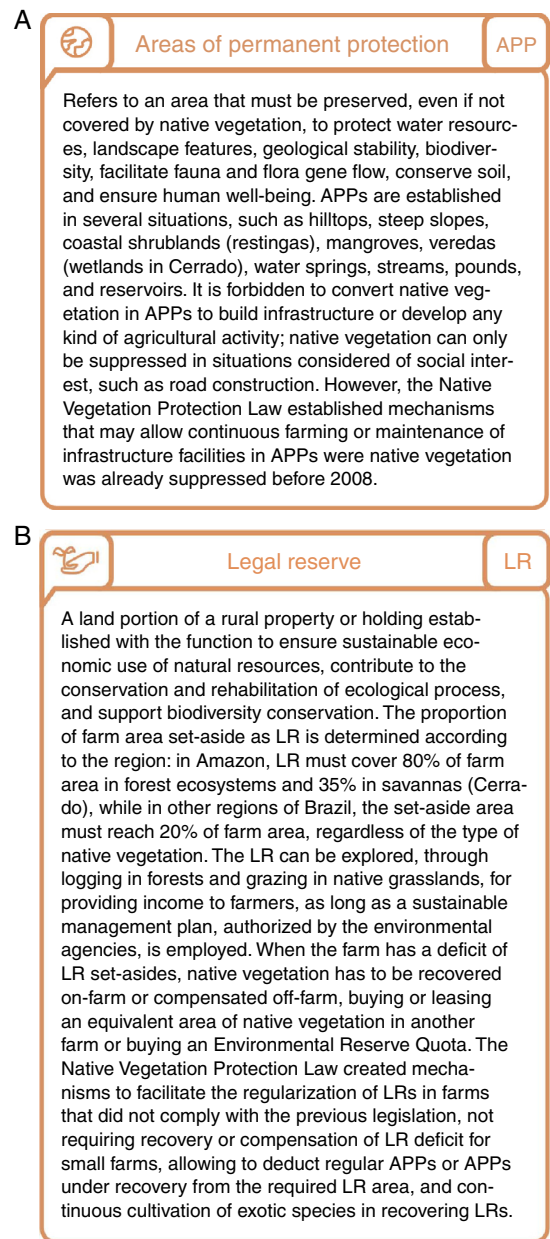 A
Areas of permanent protection
APP
Refers to an area that must be preserved, even if not
covered by native vegetation, to protect water resourc-
es, landscape features, geological stability, biodiver-
sity, facilitate fauna and flora gene flow, conserve soil,
and ensure human well-being. APPs are established
in several situations, such as hilltops, steep slopes,
coastal shrublands (restingas), mangroves, veredas
(wetlands in Cerrado), water springs, streams, pounds,
and reservoirs. It is forbidden to convert native veg-
etation in APPs to build infrastructure or develop any
kind of agricultural activity; native vegetation can only
be suppressed in situations considered of social inter-
est, such as road construction. However, the Native
Vegetation Protection Law established mechanisms
that may allow continuous farming or maintenance of
infrastructure facilities in APPs were native vegetation
was already suppressed before 2008.
B
Legal reserve
LR
A land portion of a rural property or holding estab-
lished with the function to ensure sustainable eco-
nomic use of natural resources, contribute to the
conservation and rehabilitation of ecological process,
and support biodiversity conservation. The proportion
of farm area set-aside as LR is determined according
to the region: in Amazon, LR must cover 80% of farm
area in forest ecosystems and 35% in savannas (Cerra-
do), while in other regions of Brazil, the set-aside area
must reach 20% of farm area, regardless of the type of
native vegetation. The LR can be explored, through
logging in forests and grazing in native grasslands, for
providing income to farmers, as long as a sustainable
management plan, authorized by the environmental
agencies, is employed. When the farm has a deficit of
LR set-asides, native vegetation has to be recovered
on-farm or compensated off-farm, buying or leasing
an equivalent area of native vegetation in another
farm or buying an Environmental Reserve Quota. The
Native Vegetation Protection Law created mecha-
nisms to facilitate the regularization of LRs in farms
that did not comply with the previous legislation, not
requiring recovery or compensation of LR deficit for
small farms, allowing to deduct regular APPs or APPs
under recovery from the required LR area, and con-
tinuous cultivation of exotic species in recovering LRs.